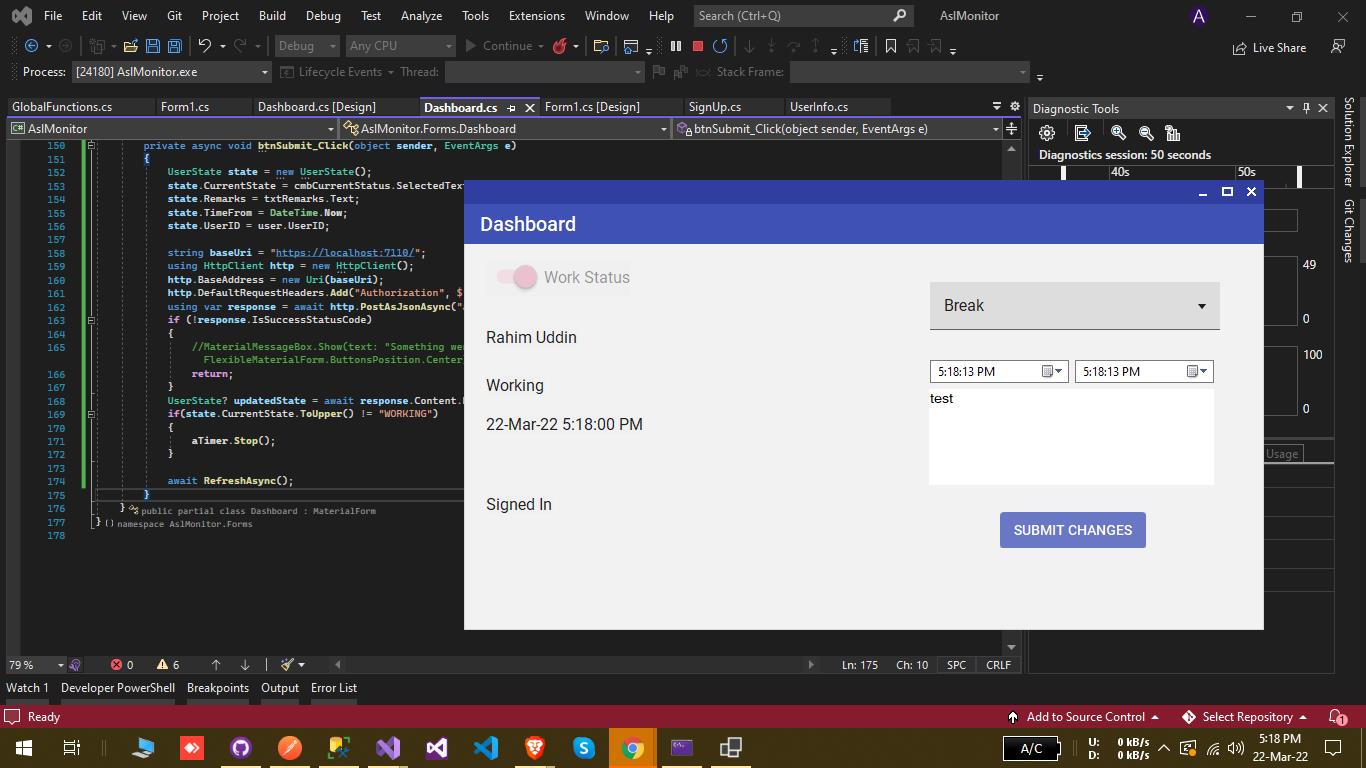 File Edit View Git Project Build Debug Test Analyze Tools Extensions Window Help Search (Ctrl+Q) AslMonitor A
Debug Any CPU Continue Live Share
Process: [24180] AslMonitor.exe Lifecycle Events Thread: Stack Frame:
GlobalFunctions.cs Form1.cs Dashboard.cs [Design] Dashboard.cs Form1.cs [Design] SignUp.cs UserInfo.cs
AslMonitor AslMonitor.Forms.Dashboard btnSubmit_Click(object sender, EventArgs e)
150 private async void btnSubmit_Click(object sender, EventArgs e)
151 {
152 UserState state = new UserState();
153 state.CurrentState = cmbCurrentStatus.SelectedText
154 state.Remarks = txtRemarks.Text;
155 state.TimeFrom = DateTime.Now;
156 state.UserID = user.UserID;
157
158 string baseUri = "https://localhost:7110/";
159 using HttpClient http = new HttpClient();
160 http.BaseAddress = new Uri(baseUri);
161 http.DefaultRequestHeaders.Add("Authorization", $
162 using var response = await http.PostAsJsonAsync("
163 if (!response.IsSuccessStatusCode)
164 {
165 //MaterialMessageBox.Show(text: "Something we
FlexibleMaterialForm.ButtonsPosition.Center
166 return;
167 }
168 UserState? updatedState = await response.Content.
169 if(state.CurrentState.ToUpper() != "WORKING")
170 {
171 aTimer.Stop();
172 }
173
174 await RefreshAsync();
175 }
176 } public partial class Dashboard : MaterialForm
177 } namespace AslMonitor.Forms
178
79 % 0 6 Ln: 175 Ch: 10 SPC CRLF
Dashboard
Work Status
Rahim Uddin
Working
22-Mar-22 5:18:00 PM
Signed In
Break
5:18:13 PM 5:18:13 PM
test
SUBMIT CHANGES
Diagnostic Tools
Diagnostics session: 50 seconds
40s 50s
49
0
100
0
Usage
Solution Explorer
Git Changes
Watch 1 Developer PowerShell Breakpoints Output Error List
Ready Add to Source Control Select Repository 1
A/C U: 0 kB/s
D: 0 kB/s
5:18 PM
22-Mar-22